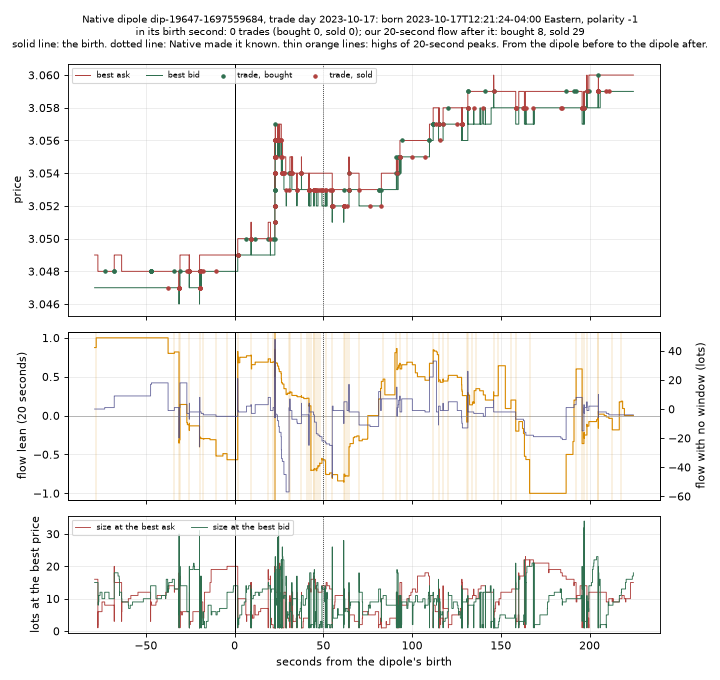 Native dipole dip-19647-1697559684, trade day 2023-10-17: born 2023-10-17T12:21:24-04:00 Eastern, polarity -1
in its birth second: 0 trades (bought 0, sold 0); our 20-second flow after it: bought 8, sold 29
solid line: the birth. dotted line: Native made it known. thin orange lines: highs of 20-second peaks. From the dipole before to the dipole after.
best ask
best bid
trade, bought
trade, sold
3.060
3.058
3.056
3.054
3.052
3.050
3.048
3.046
price
1.0
0.5
0.0
−0.5
−1.0
flow lean (20 seconds)
40
20
0
−20
−40
−60
flow with no window (lots)
size at the best ask
size at the best bid
30
20
10
0
lots at the best price
−50
0
50
100
150
200
seconds from the dipole's birth